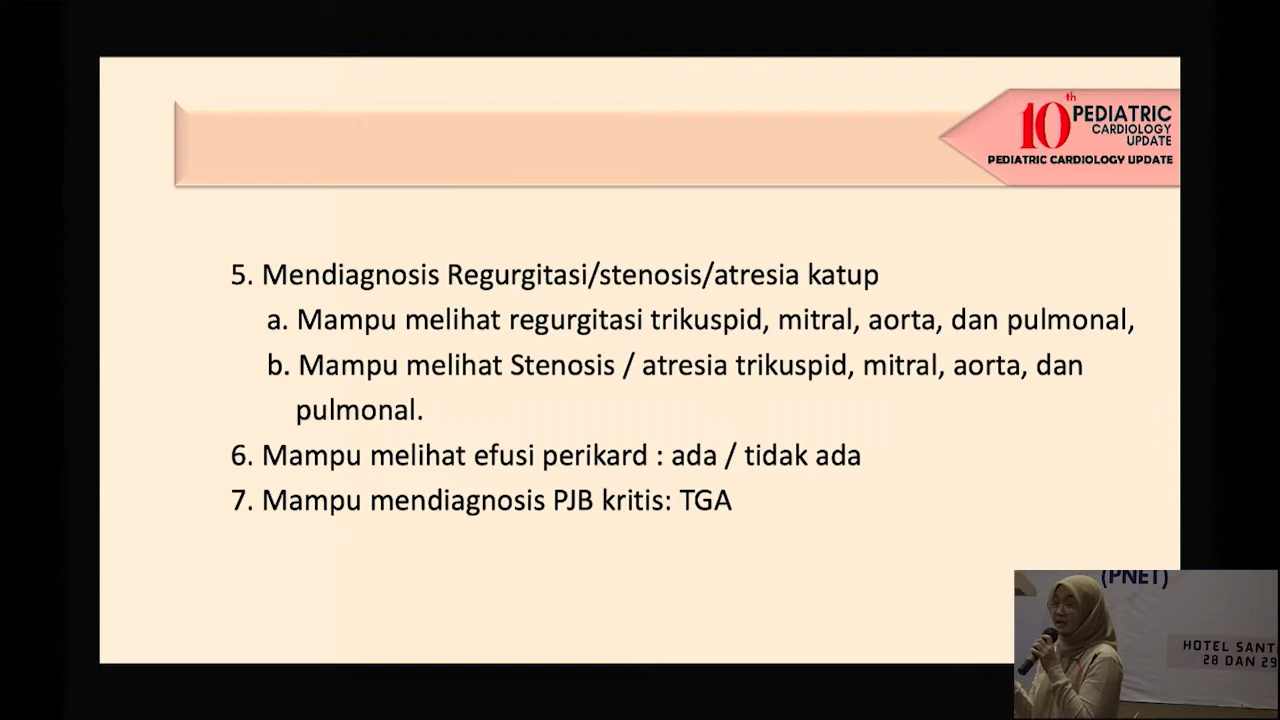 10th PEDIATRIC
CARDIOLOGY
UPDATE
PEDIATRIC CARDIOLOGY UPDATE
5. Mendiagnosis Regurgitasi/stenosis/atresia katup
a. Mampu melihat regurgitasi trikuspid, mitral, aorta, dan pulmonal,
b. Mampu melihat Stenosis / atresia trikuspid, mitral, aorta, dan
pulmonal.
6. Mampu melihat efusi perikard : ada / tidak ada
7. Mampu mendiagnosis PJB kritis: TGA
(PNET)
HOTEL SANT
28 DAN 29